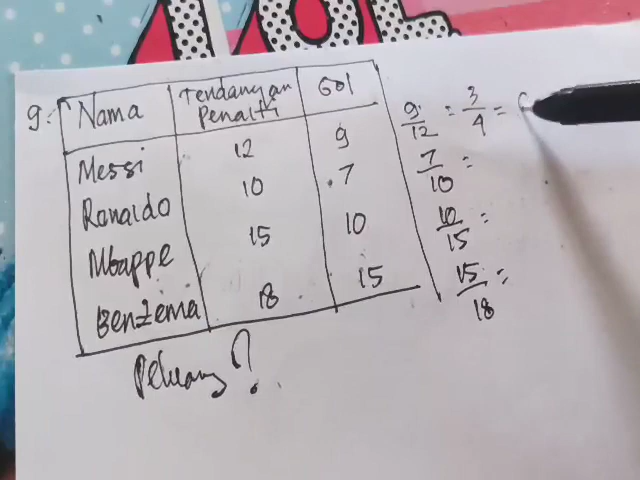 9. Nama Tendangan Penalti Gol
Messi 12 9 9/12 = 3/4 =
Ronaldo 10 7 7/10 =
Mbappe 15 10 10/15 =
Benzema 18 15 15/18 =
Peluang?